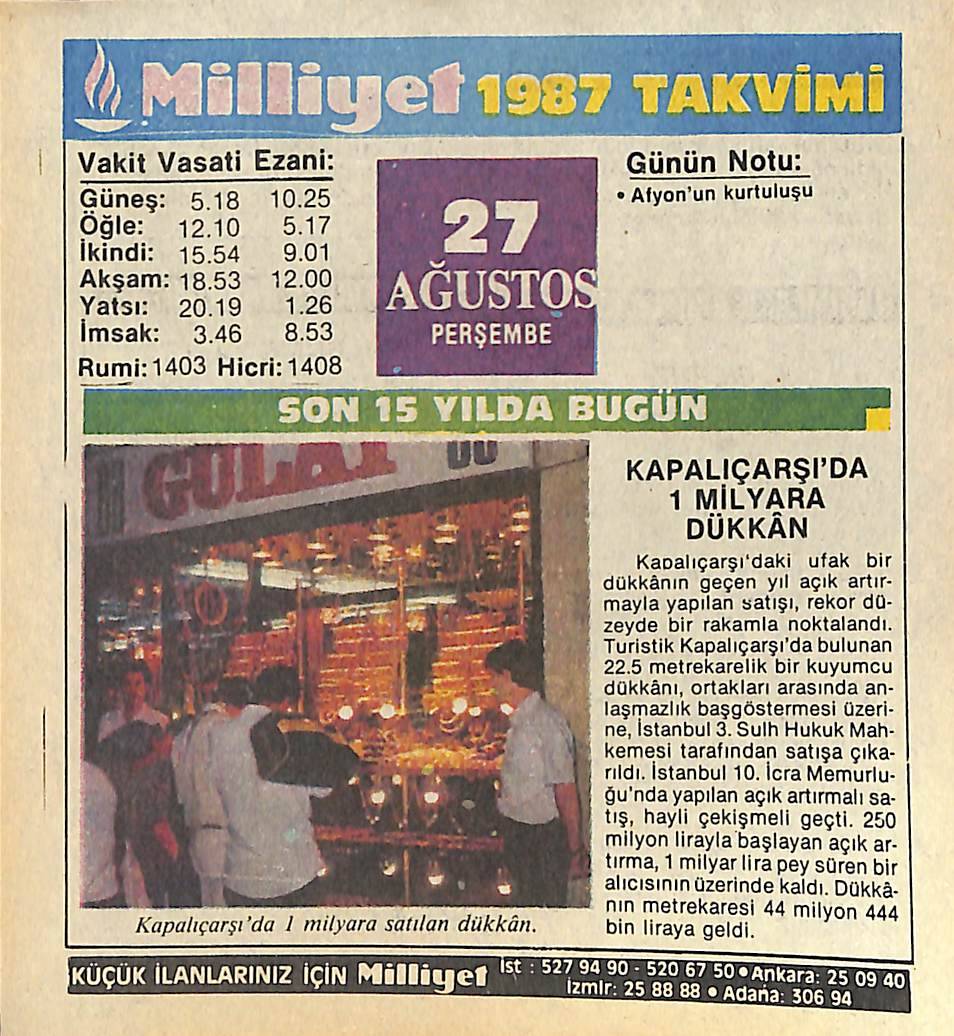 Milliyet 1987 TAKVİMİ
Vakit Vasati Ezani:
Güneş: 5.18 10.25
Öğle: 12.10 5.17
İkindi: 15.54 9.01
Akşam: 18.53 12.00
Yatsı: 20.19 1.26
İmsak: 3.46 8.53
Rumi: 1403 Hicri: 1408
27
AĞUSTOS
PERŞEMBE
Günün Notu:
• Afyon'un kurtuluşu
SON 15 YILDA BUGÜN
GULAY
KAPALIÇARŞI'DA
1 MİLYARA
DÜKKÂN
Kapalıçarşı'daki ufak bir
dükkânın geçen yıl açık artır-
mayla yapılan satışı, rekor dü-
zeyde bir rakamla noktalandı.
Turistik Kapalıçarşı'da bulunan
22.5 metrekarelik bir kuyumcu
dükkânı, ortakları arasında an-
laşmazlık başgöstermesi üzeri-
ne, İstanbul 3. Sulh Hukuk Mah-
kemesi tarafından satışa çıka-
rıldı. İstanbul 10. İcra Memurlu-
ğu'nda yapılan açık artırmalı sa-
tış, hayli çekişmeli geçti. 250
milyon lirayla başlayan açık ar-
tırma, 1 milyar lira pey süren bir
alıcısının üzerinde kaldı. Dükkâ-
nın metrekaresi 44 milyon 444
bin liraya geldi.
Kapalıçarşı'da 1 milyara satılan dükkân.
KÜÇÜK İLANLARINIZ İÇİN Milliyet
İst : 527 94 90 - 520 67 50 • Ankara: 25 09 40
İzmir: 25 88 88 • Adana: 306 94